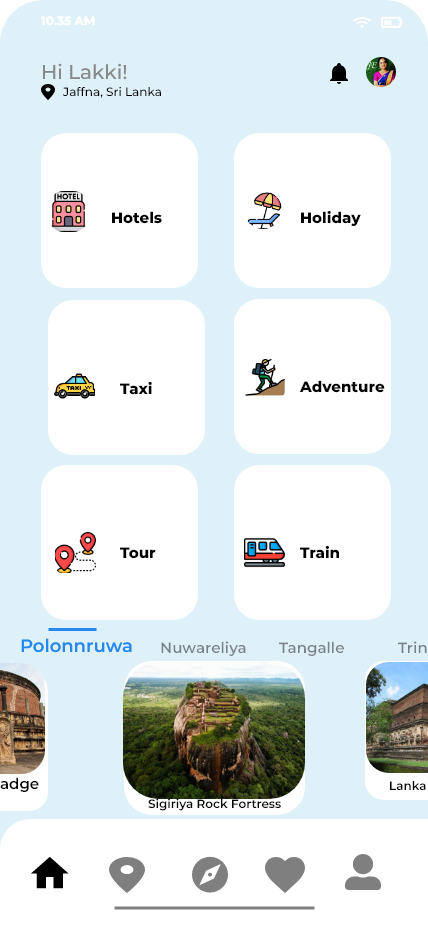 10.35 AM
Hi Lakki!
Jaffna, Sri Lanka
HOTEL
Hotels
Holiday
TAXI
Taxi
Adventure
Tour
Train
Polonnruwa Nuwareliya Tangalle Trin
adge
Sigiriya Rock Fortress
Lanka